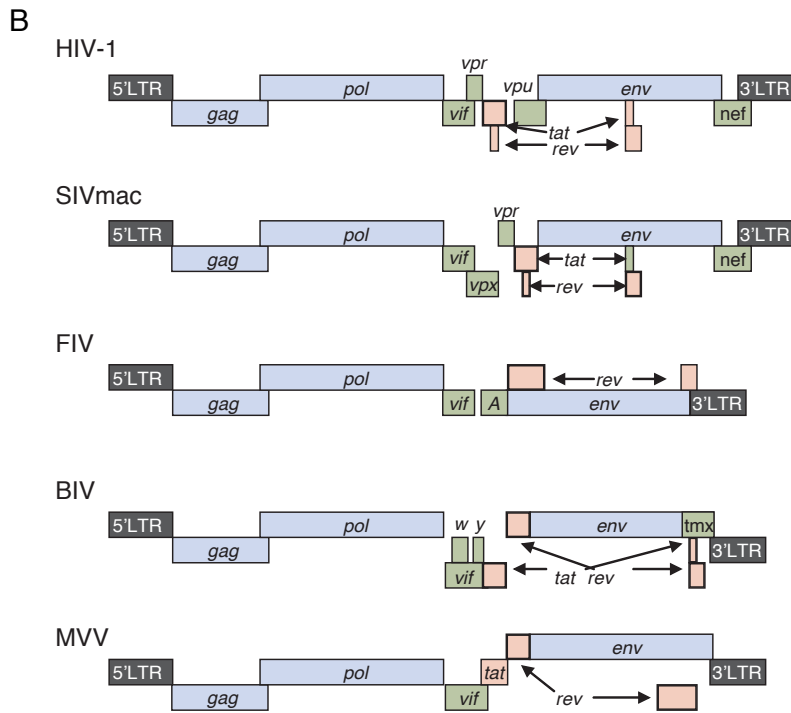 B
HIV-1
vpr
5'LTR pol vpu env 3'LTR
gag vif tat nef
rev
SIVmac
vpr
5'LTR pol env 3'LTR
gag vif tat nef
vpx rev
FIV
5'LTR pol rev
gag vif A env 3'LTR
BIV
w y
5'LTR pol env tmx
gag vif tat rev 3'LTR
MVV
env
5'LTR pol tat 3'LTR
gag vif rev